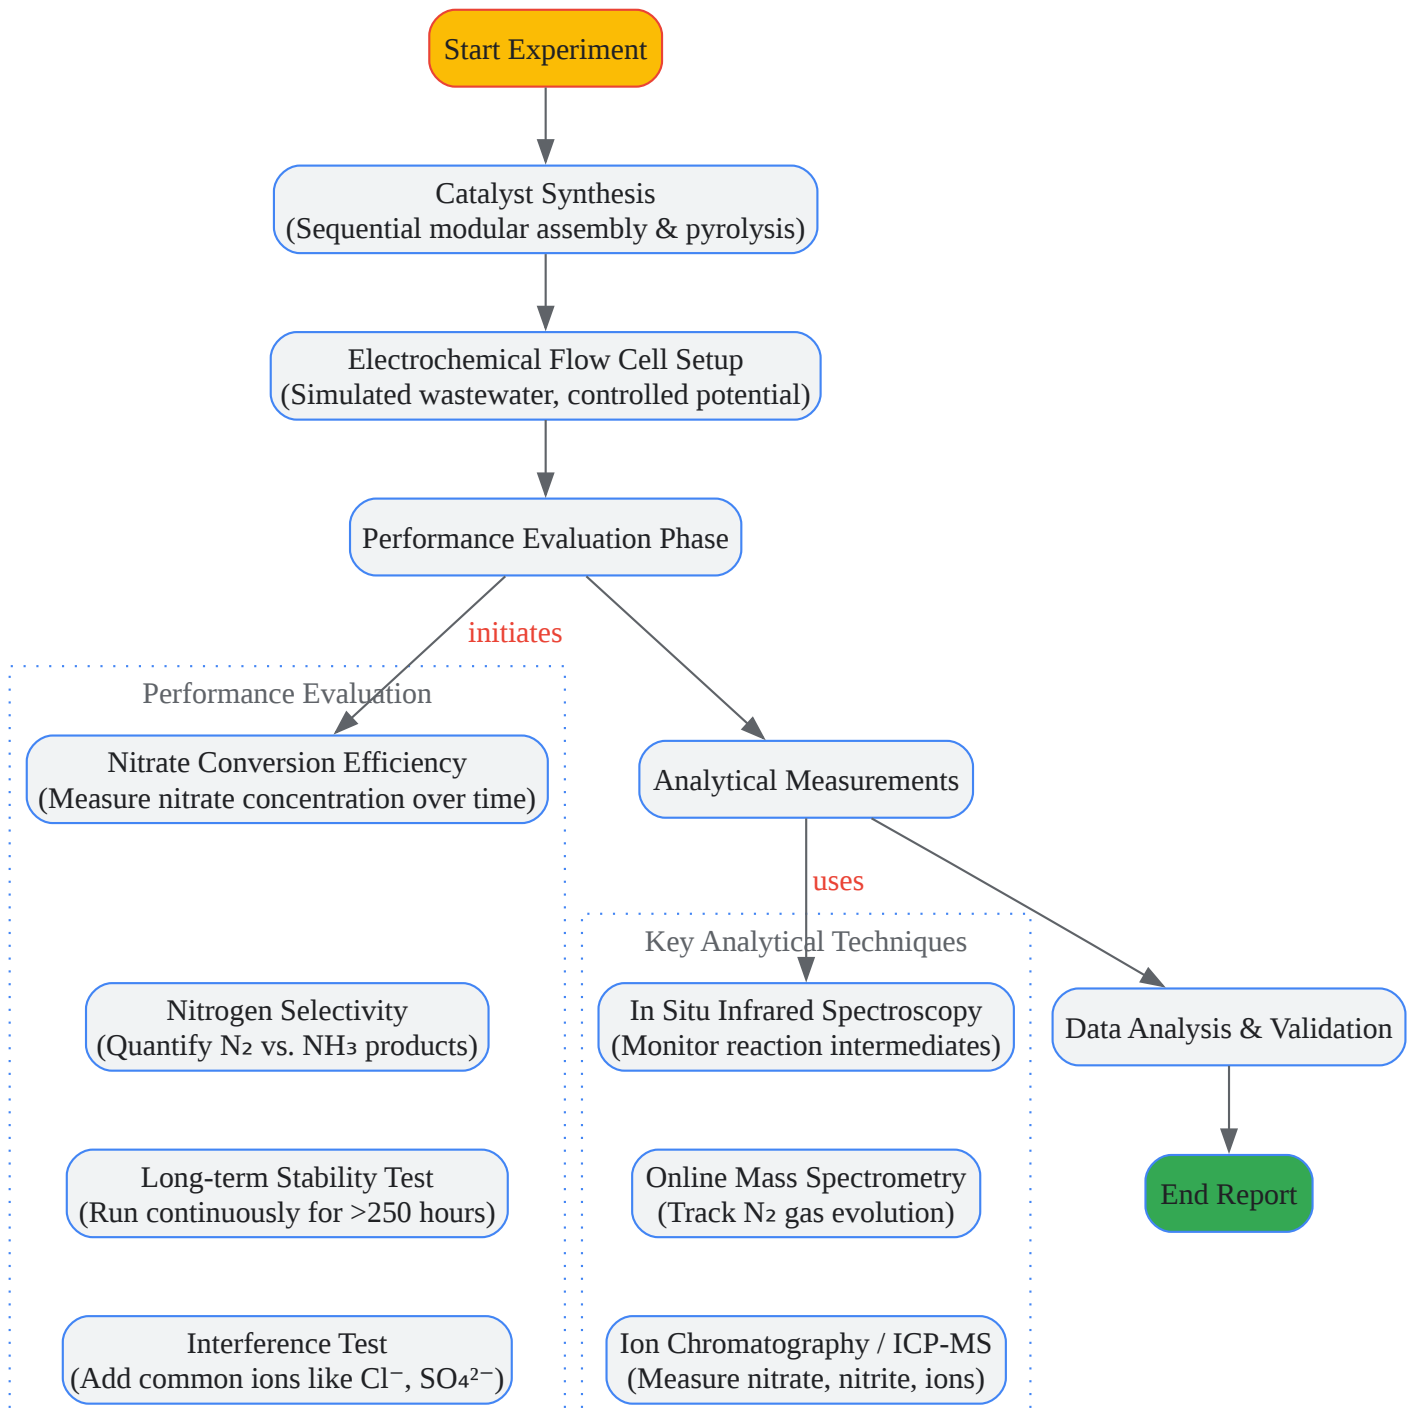 Start Experiment
Catalyst Synthesis
(Sequential modular assembly & pyrolysis)
Electrochemical Flow Cell Setup
(Simulated wastewater, controlled potential)
Performance Evaluation Phase
initiates
Performance Evaluation
Nitrate Conversion Efficiency
(Measure nitrate concentration over time)
Analytical Measurements
uses
Key Analytical Techniques
Nitrogen Selectivity
(Quantify N₂ vs. NH₃ products)
In Situ Infrared Spectroscopy
(Monitor reaction intermediates)
Data Analysis & Validation
Long-term Stability Test
(Run continuously for >250 hours)
Online Mass Spectrometry
(Track N₂ gas evolution)
End Report
Interference Test
(Add common ions like Cl⁻, SO₄²⁻)
Ion Chromatography / ICP-MS
(Measure nitrate, nitrite, ions)